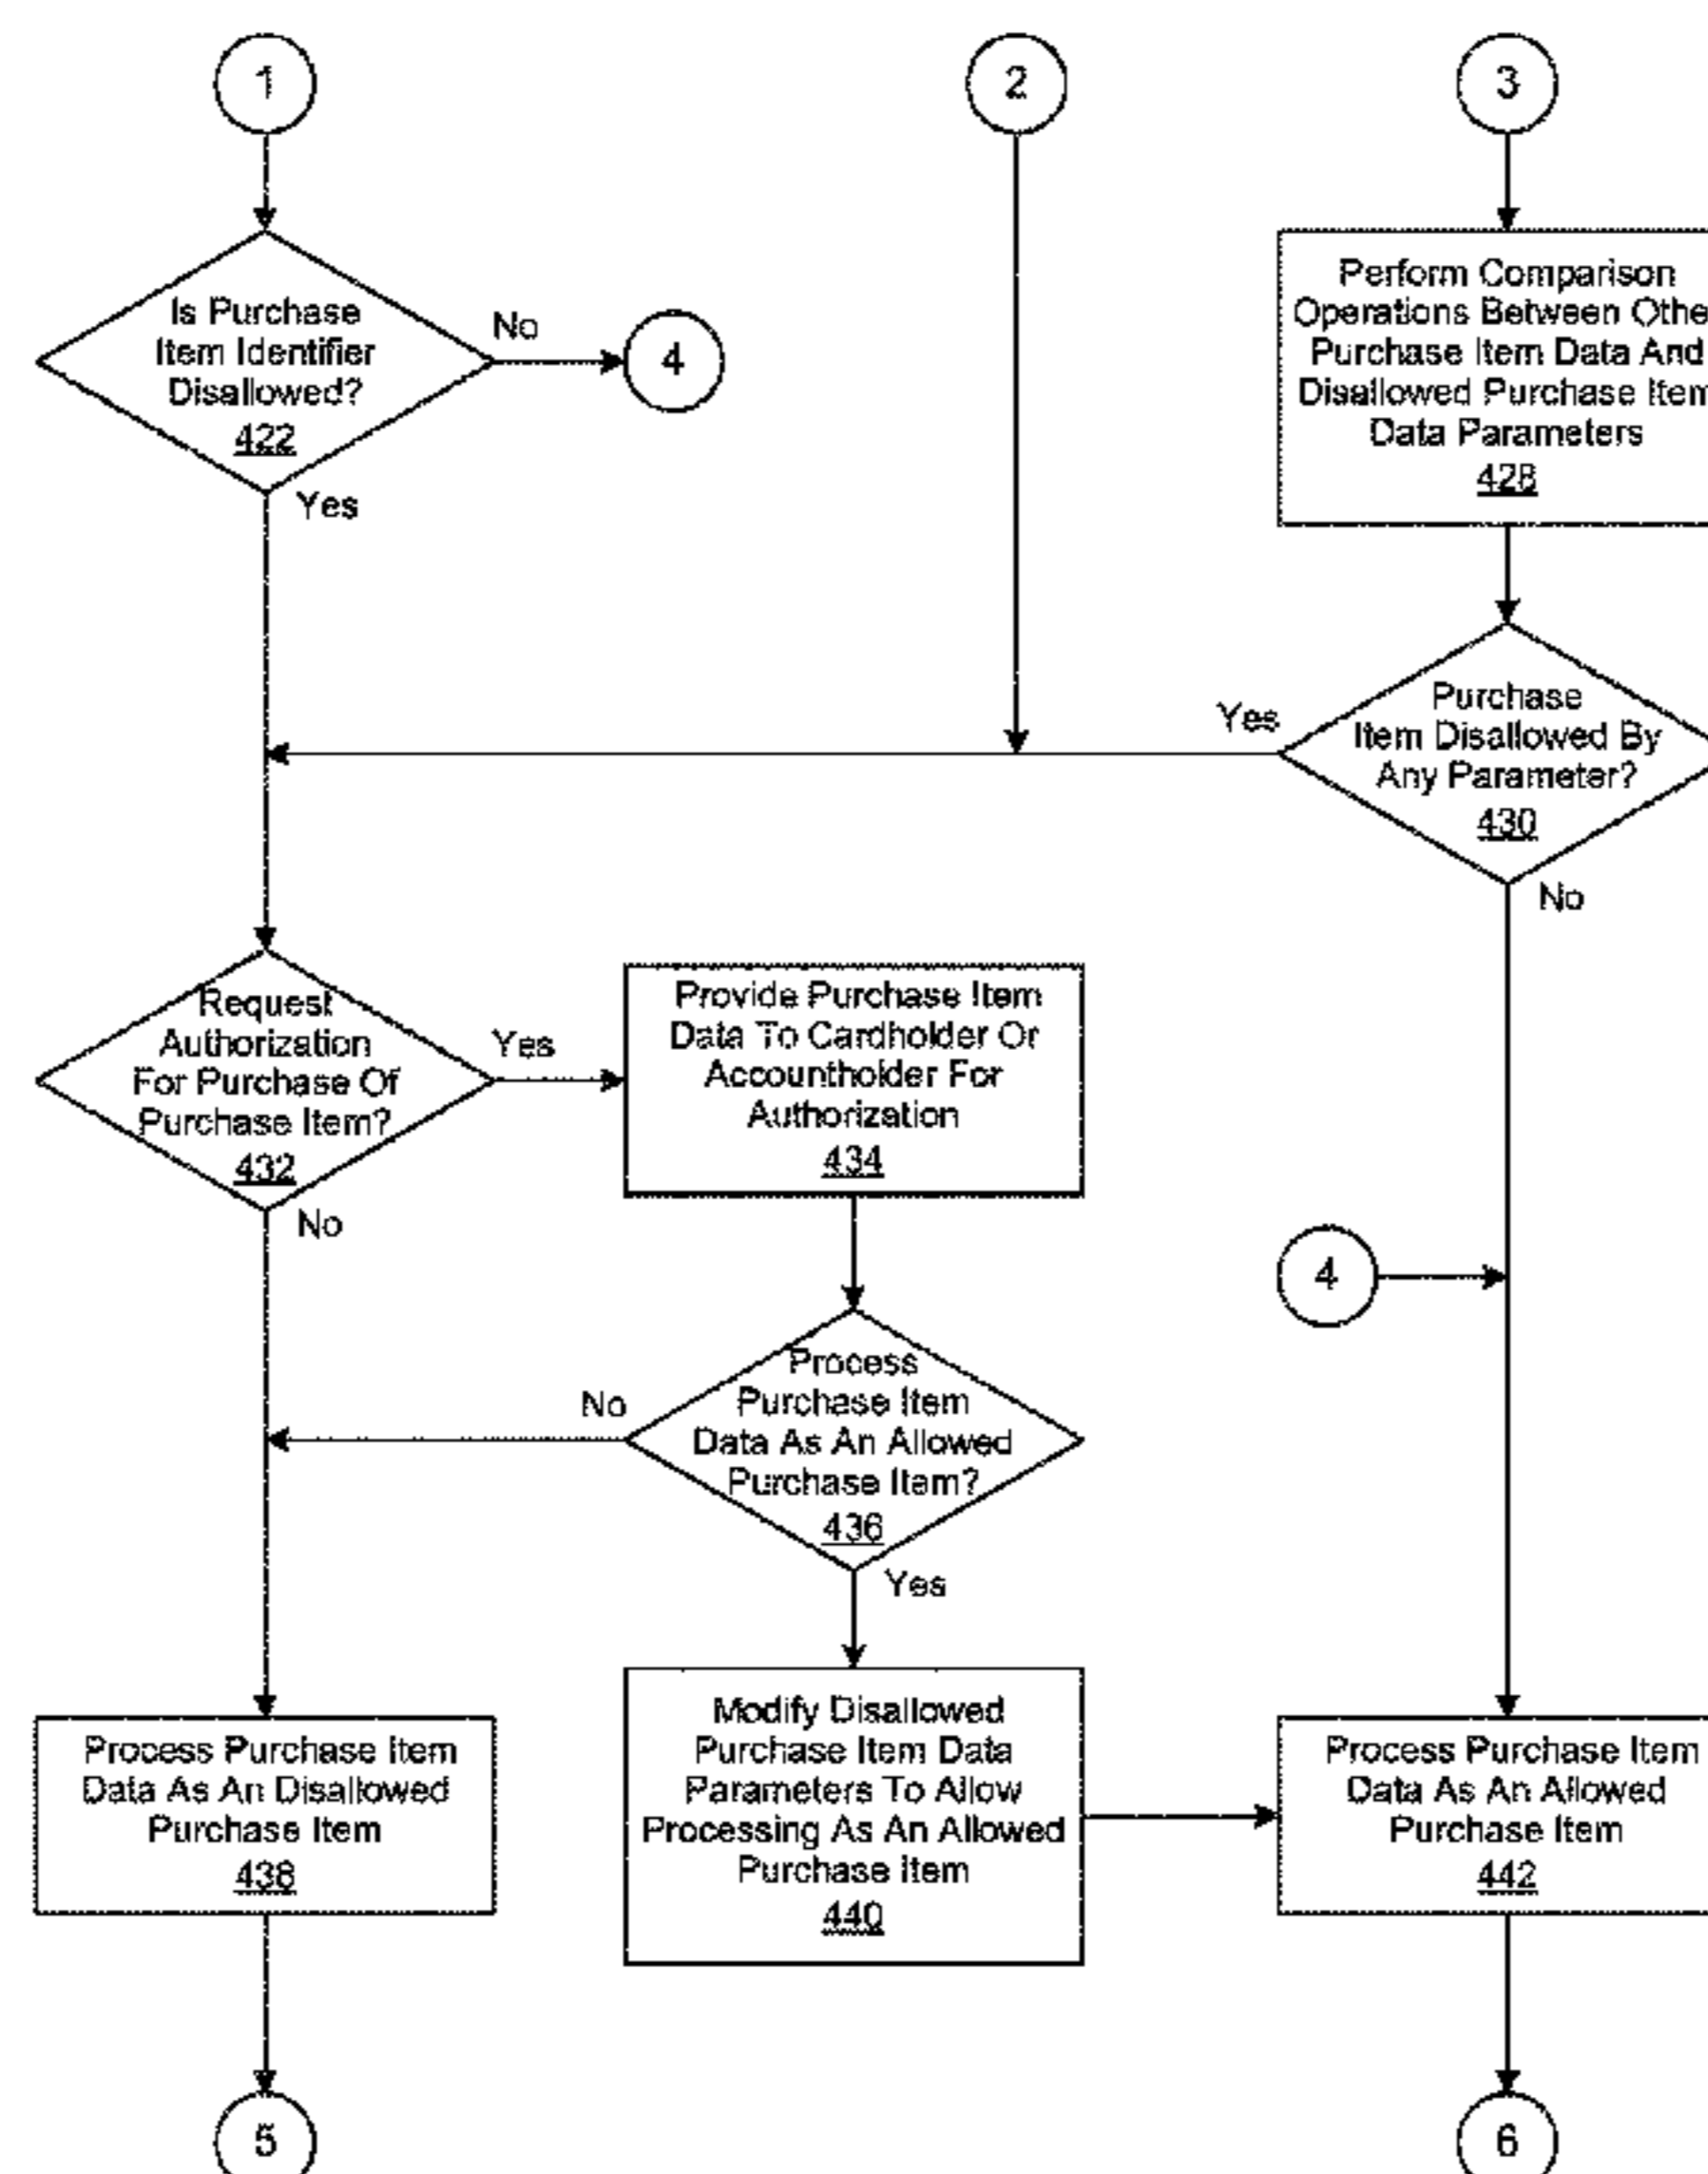 1
2
3
Is Purchase
Item Identifier
Disallowed?
422
No
4
Yes
Perform Comparison
Operations Between Othe
Purchase Item Data And
Disallowed Purchase Item
Data Parameters
428
Yes
Purchase
Item Disallowed By
Any Parameter?
430
No
Request
Authorization
For Purchase Of
Purchase Item?
432
Yes
No
Provide Purchase Item
Data To Cardholder Or
Accountholder For
Authorization
434
4
Process
Purchase Item
Data As An Allowed
Purchase Item?
436
No
Yes
Process Purchase Item
Data As An Disallowed
Purchase Item
438
Modify Disallowed
Purchase Item Data
Parameters To Allow
Processing As An Allowed
Purchase Item
440
Process Purchase Item
Data As An Allowed
Purchase Item
442
5
6